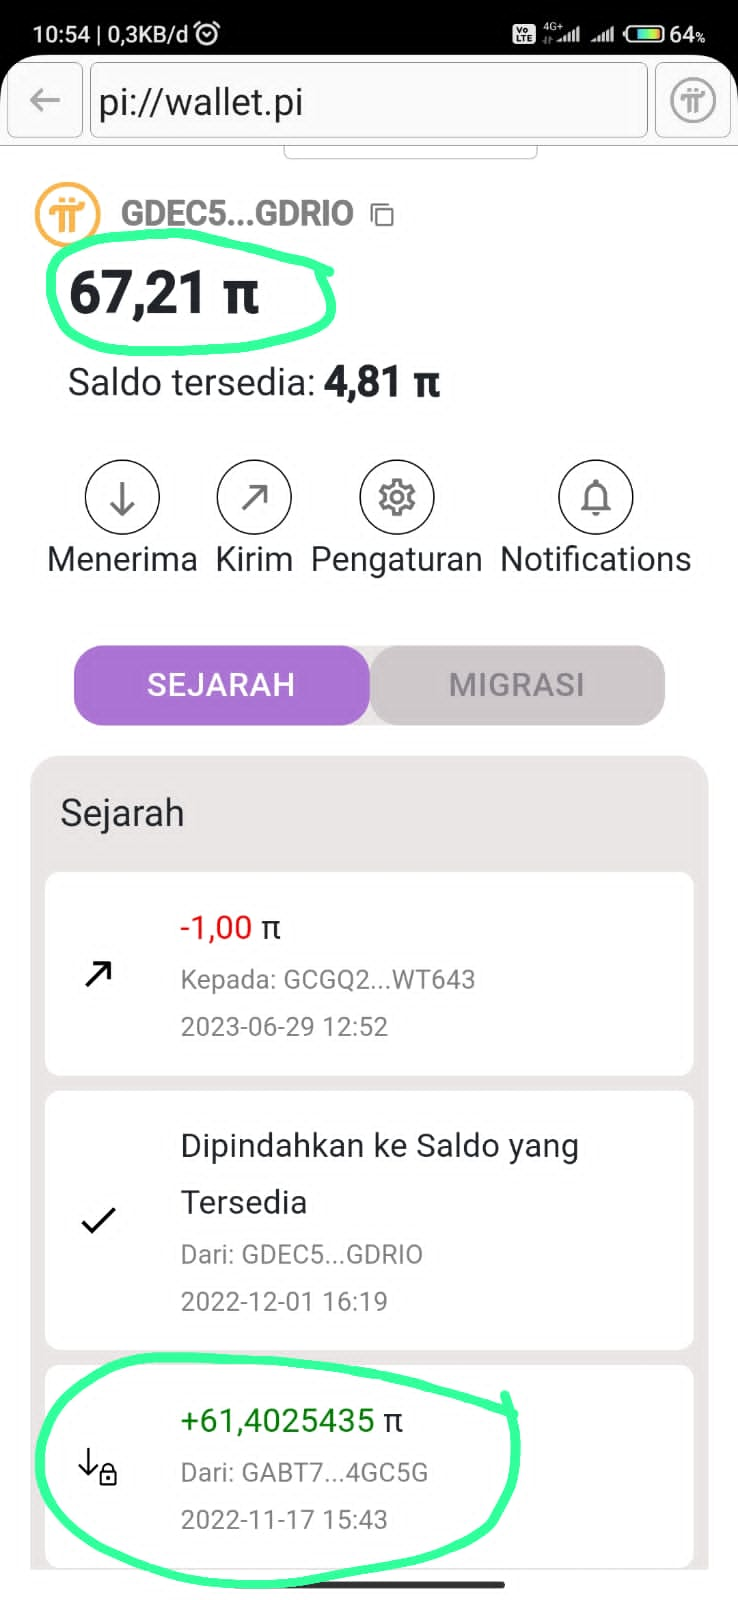 10:54 | 0,3KB/d
Vo LTE 4G+ 64%
pi://wallet.pi
GDEC5...GDRIO
67,21 π
Saldo tersedia: 4,81 π
Menerima Kirim Pengaturan Notifications
SEJARAH MIGRASI
Sejarah
-1,00 π
Kepada: GCGQ2...WT643
2023-06-29 12:52
Dipindahkan ke Saldo yang
Tersedia
Dari: GDEC5...GDRIO
2022-12-01 16:19
+61,4025435 π
Dari: GABT7...4GC5G
2022-11-17 15:43